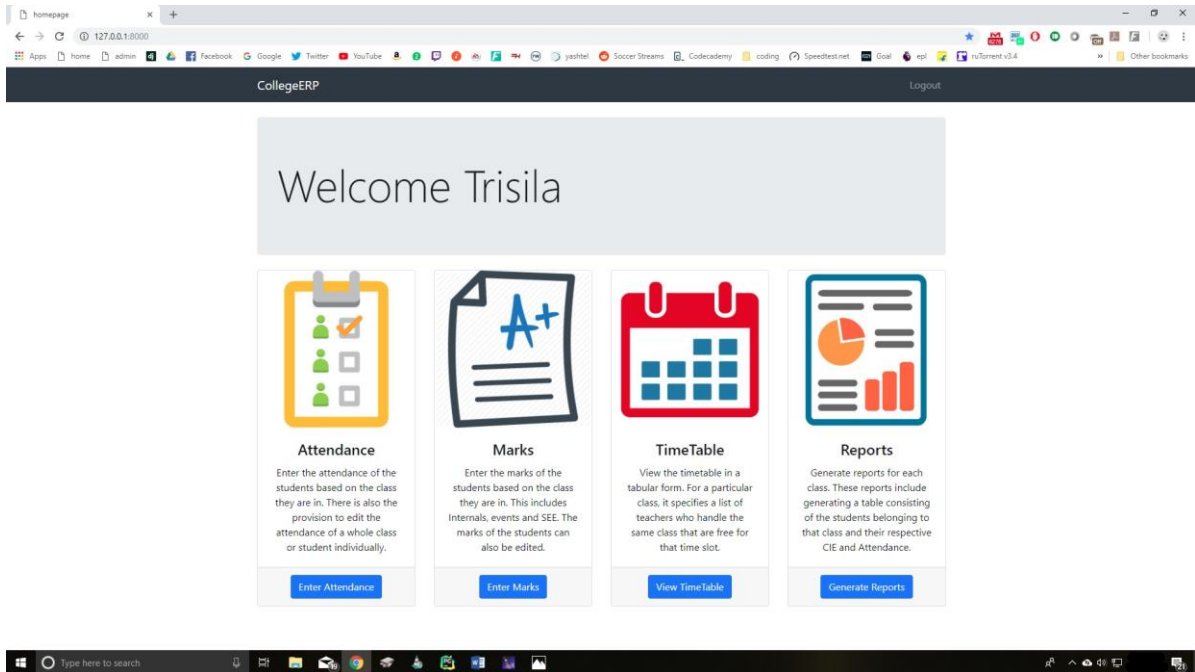 homepage
127.0.0.1:8000
Apps home admin Facebook Google Twitter YouTube yashtel Soccer Streams Codecademy coding Speedtest.net Goal epl ruTorrent v3.4 Other bookmarks
CollegeERP Logout
Welcome Trisila
A+
Attendance
Enter the attendance of the
students based on the class
they are in. There is also the
provision to edit the
attendance of a whole class
or student individually.
Enter Attendance
Marks
Enter the marks of the
students based on the class
they are in. This includes
Internals, events and SEE. The
marks of the students can
also be edited.
Enter Marks
TimeTable
View the timetable in a
tabular form. For a particular
class, it specifies a list of
teachers who handle the
same class that are free for
that time slot.
View TimeTable
Reports
Generate reports for each
class. These reports include
generating a table consisting
of the students belonging to
that class and their respective
CIE and Attendance.
Generate Reports
Type here to search